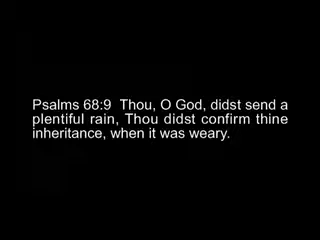 Psalms 68:9  Thou, O God, didst send a
plentiful rain, Thou didst confirm thine
inheritance, when it was weary.